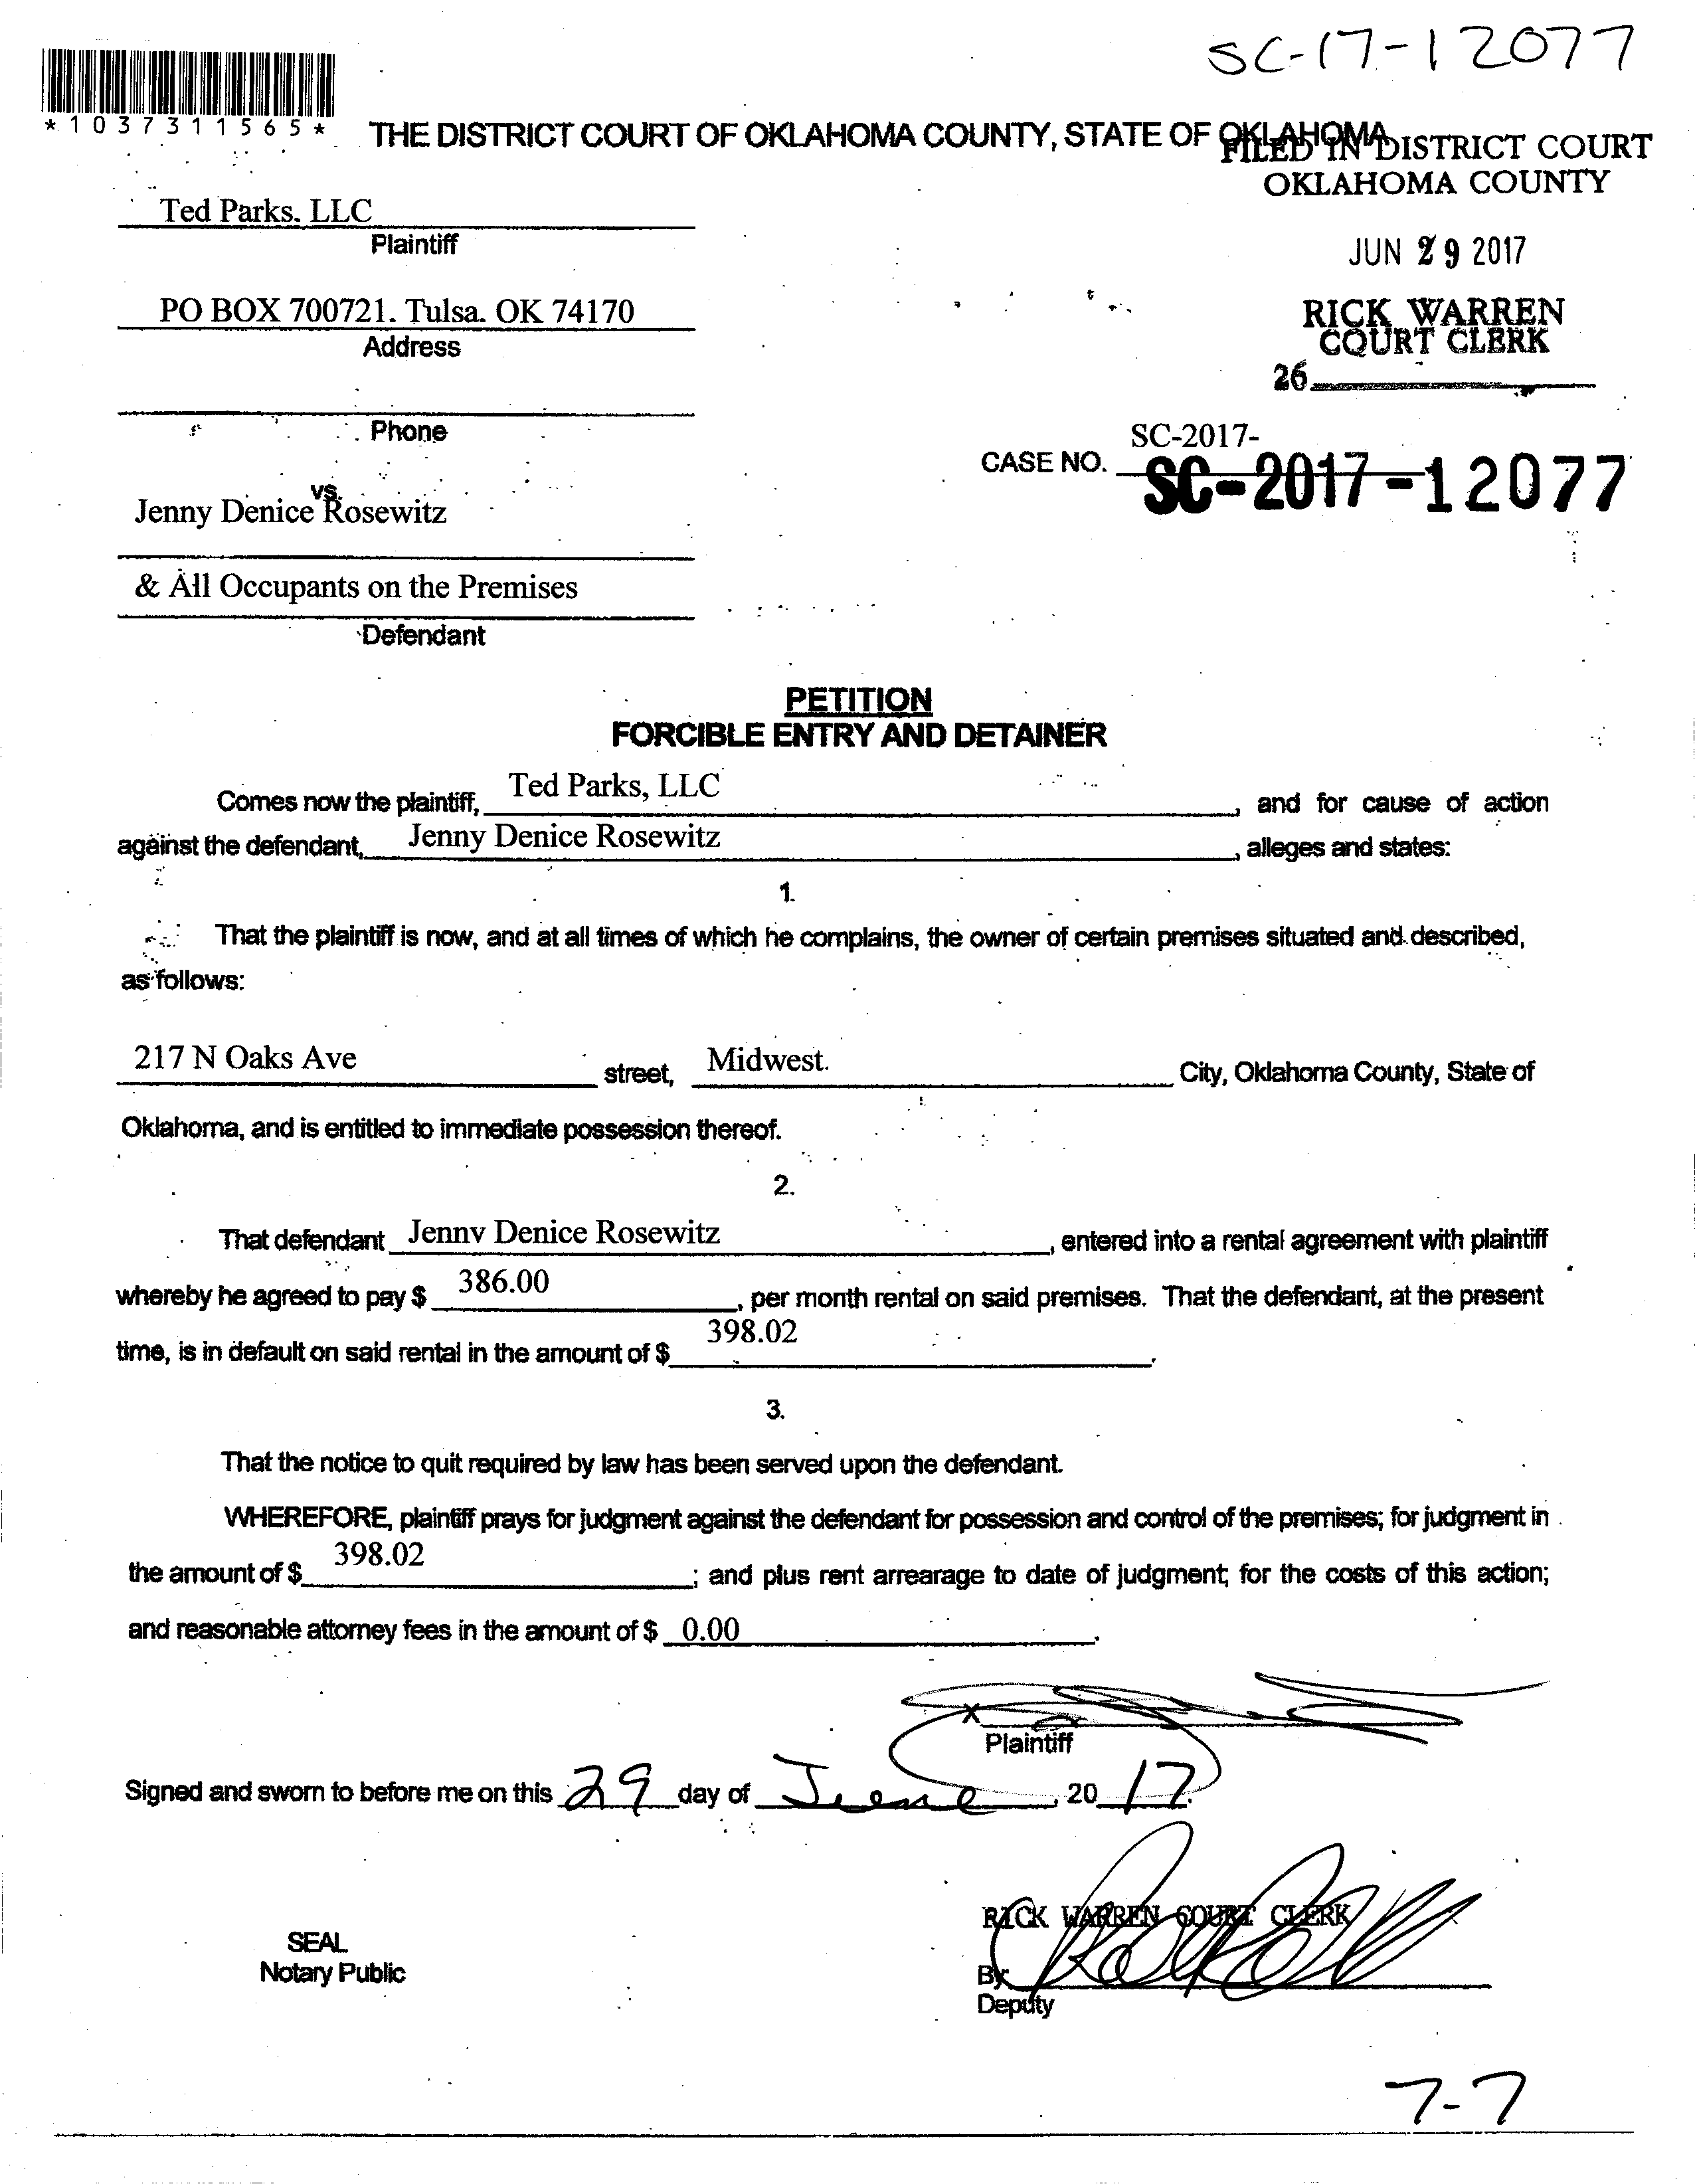 SC-17-12077
*1037311565*
THE DISTRICT COURT OF OKLAHOMA COUNTY, STATE OF OKLAHOMA
FILED IN DISTRICT COURT
OKLAHOMA COUNTY
Ted Parks. LLC
Plaintiff
JUN 29 2017
PO BOX 700721. Tulsa. OK 74170
Address
RICK WARREN
COURT CLERK
26
Phone
SC-2017-
CASE NO. SC-2017-12077
vs.
Jenny Denice Rosewitz
& All Occupants on the Premises
Defendant
PETITION
FORCIBLE ENTRY AND DETAINER
Comes now the plaintiff, Ted Parks, LLC, and for cause of action
against the defendant, Jenny Denice Rosewitz, alleges and states:
1.
That the plaintiff is now, and at all times of which he complains, the owner of certain premises situated and described,
as follows:
217 N Oaks Ave street, Midwest. City, Oklahoma County, State of
Oklahoma, and is entitled to immediate possession thereof.
2.
That defendant Jenny Denice Rosewitz, entered into a rental agreement with plaintiff
whereby he agreed to pay $ 386.00, per month rental on said premises. That the defendant, at the present
time, is in default on said rental in the amount of $ 398.02.
3.
That the notice to quit required by law has been served upon the defendant.
WHEREFORE, plaintiff prays for judgment against the defendant for possession and control of the premises; for judgment in
the amount of $ 398.02; and plus rent arrearage to date of judgment; for the costs of this action;
and reasonable attorney fees in the amount of $ 0.00.
X
Plaintiff
Signed and sworn to before me on this 29 day of June, 2017.
RICK WARREN COURT CLERK
SEAL
Notary Public
By
Deputy
7-7